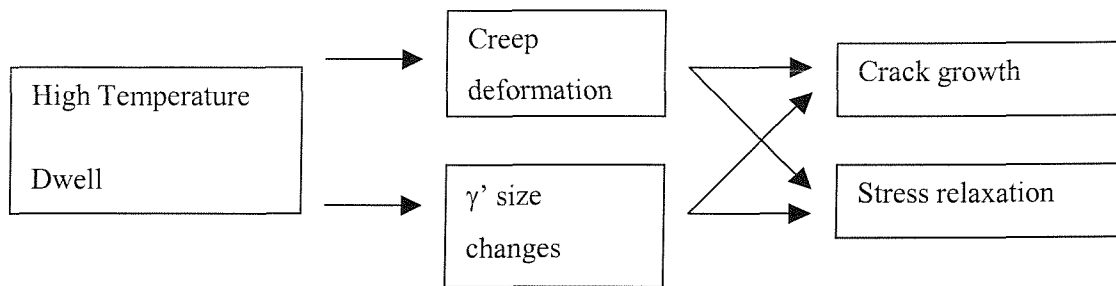 High Temperature
Dwell
Creep
deformation
γ’ size
changes
Crack growth
Stress relaxation